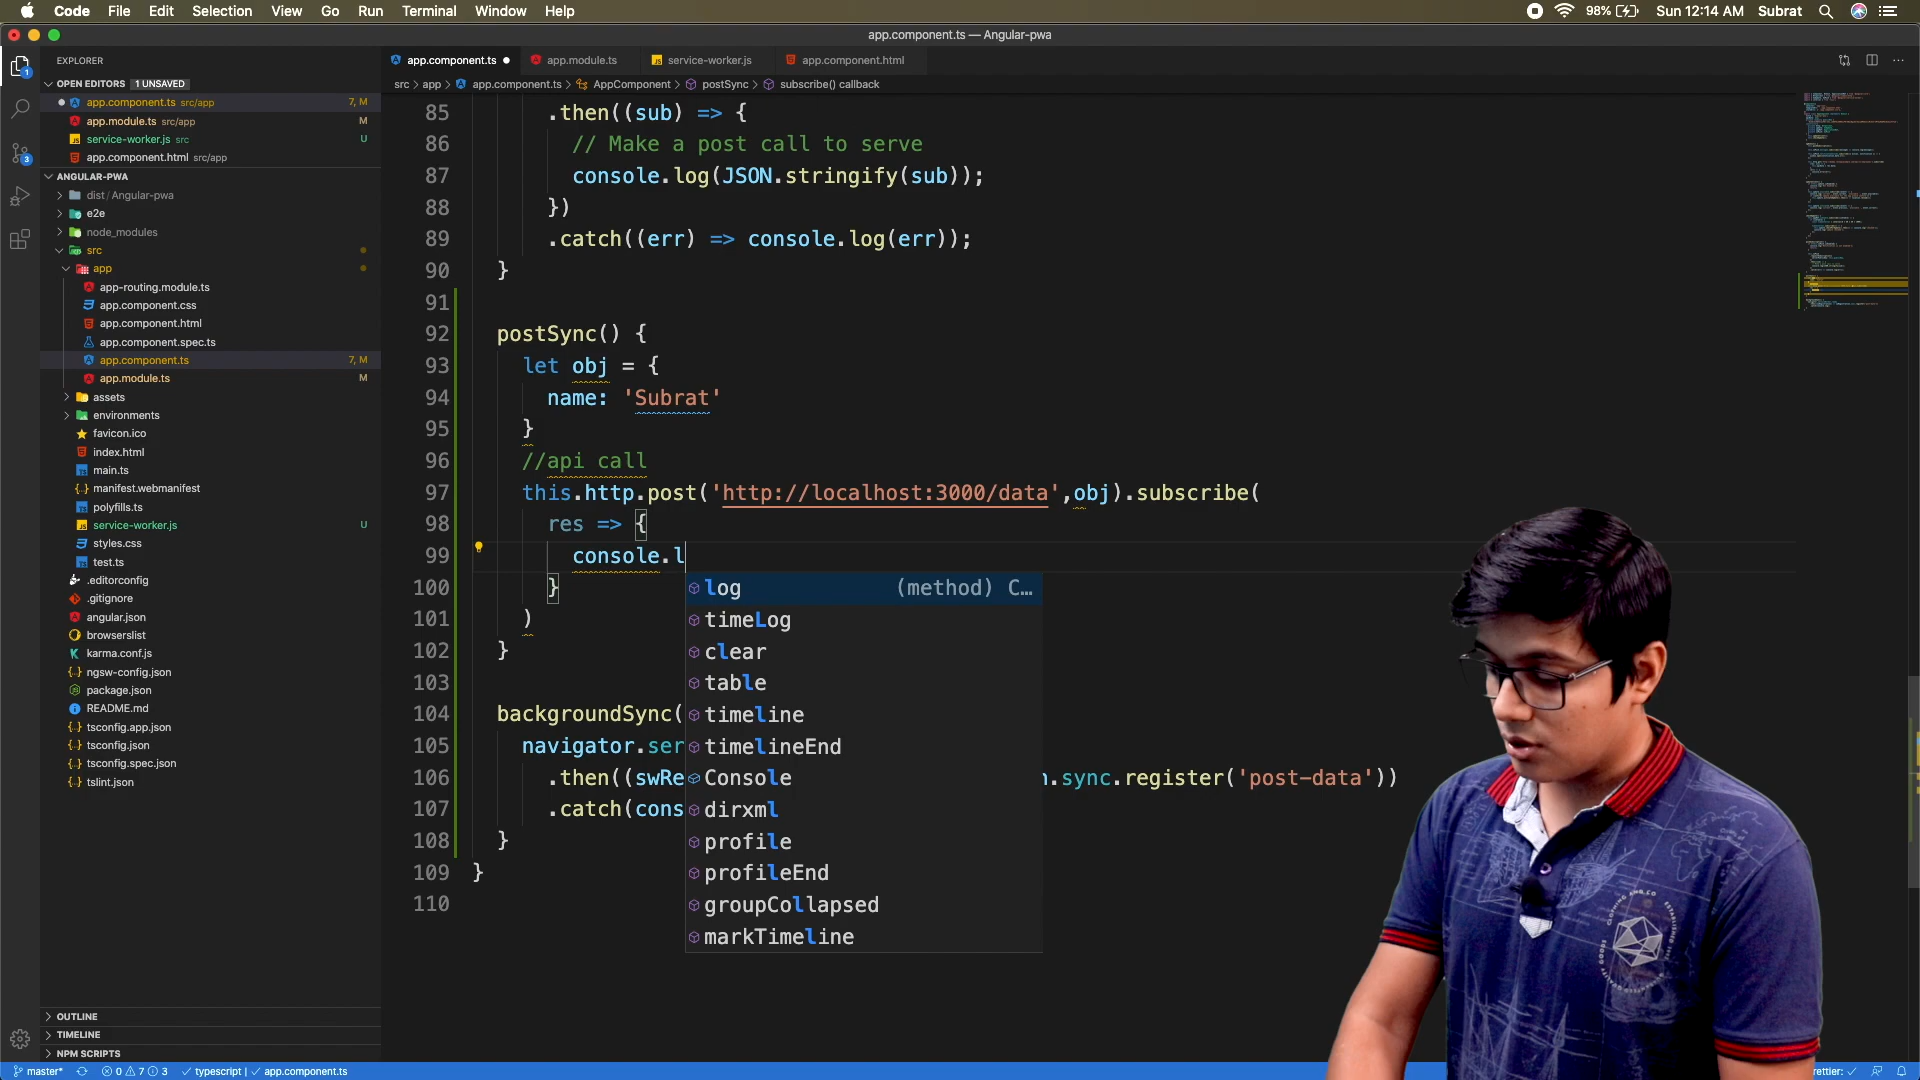 Code File Edit Selection View Go Run Terminal Window Help
98% Sun 12:14 AM Subrat
app.component.ts — Angular-pwa
EXPLORER
OPEN EDITORS 1 UNSAVED
app.component.ts src/app 7, M
app.module.ts src/app M
service-worker.js src U
app.component.html src/app
ANGULAR-PWA
dist / Angular-pwa
e2e
node_modules
src
app
app-routing.module.ts
app.component.css
app.component.html
app.component.spec.ts
app.component.ts 7, M
app.module.ts M
assets
environments
favicon.ico
index.html
main.ts
manifest.webmanifest
polyfills.ts
service-worker.js U
styles.css
test.ts
.editorconfig
.gitignore
angular.json
browserslist
karma.conf.js
ngsw-config.json
package.json
README.md
tsconfig.app.json
tsconfig.json
tsconfig.spec.json
tslint.json
OUTLINE
TIMELINE
NPM SCRIPTS
app.component.ts app.module.ts service-worker.js app.component.html
src > app > app.component.ts > AppComponent > postSync > subscribe() callback
85 .then((sub) => {
86 // Make a post call to serve
87 console.log(JSON.stringify(sub));
88 })
89 .catch((err) => console.log(err));
90 }
91
92 postSync() {
93 let obj = {
94 name: 'Subrat'
95 }
96 //api call
97 this.http.post('http://localhost:3000/data',obj).subscribe(
98 res => {
99 console.l
100 }
101 )
102 }
103
104 backgroundSync(
105 navigator.ser
106 .then((swRe n.sync.register('post-data'))
107 .catch(cons
108 }
109 }
110
log (method) C…
timeLog
clear
table
timeline
timelineEnd
Console
dirxml
profile
profileEnd
groupCollapsed
markTimeline
master* 0 7 3 typescript | app.component.ts
rettier: